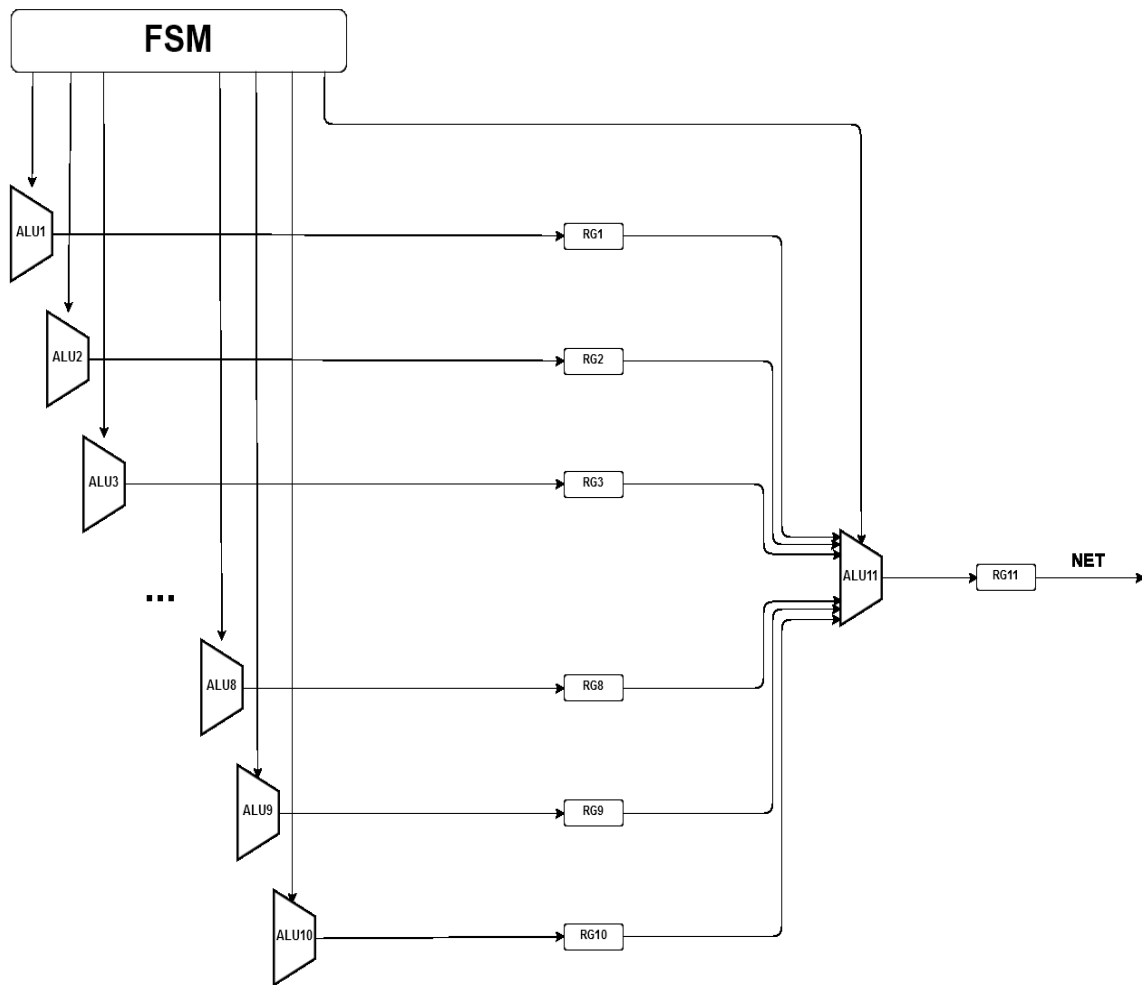 FSM
ALU1
RG1
ALU2
RG2
ALU3
RG3
ALU11
RG11
NET
...
ALU8
RG8
ALU9
RG9
ALU10
RG10